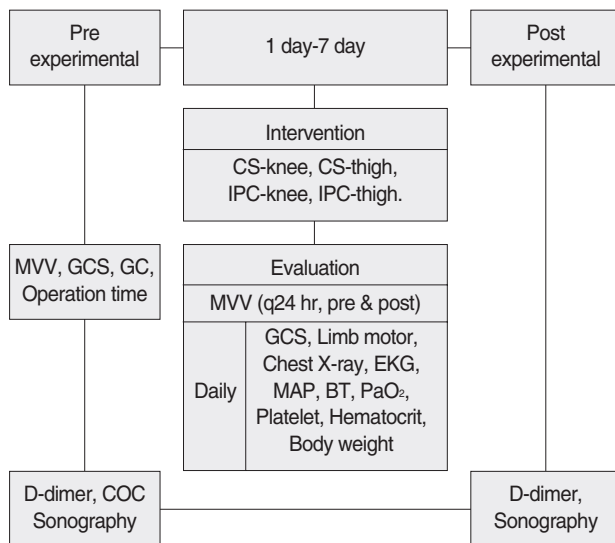 Pre
experimental
1 day-7 day
Post
experimental
Intervention
CS-knee, CS-thigh,
IPC-knee, IPC-thigh.
MVV, GCS, GC,
Operation time
Evaluation
MVV (q24 hr, pre & post)
Daily
GCS, Limb motor,
Chest X-ray, EKG,
MAP, BT, PaO₂,
Platelet, Hematocrit,
Body weight
D-dimer, COC
Sonography
D-dimer,
Sonography